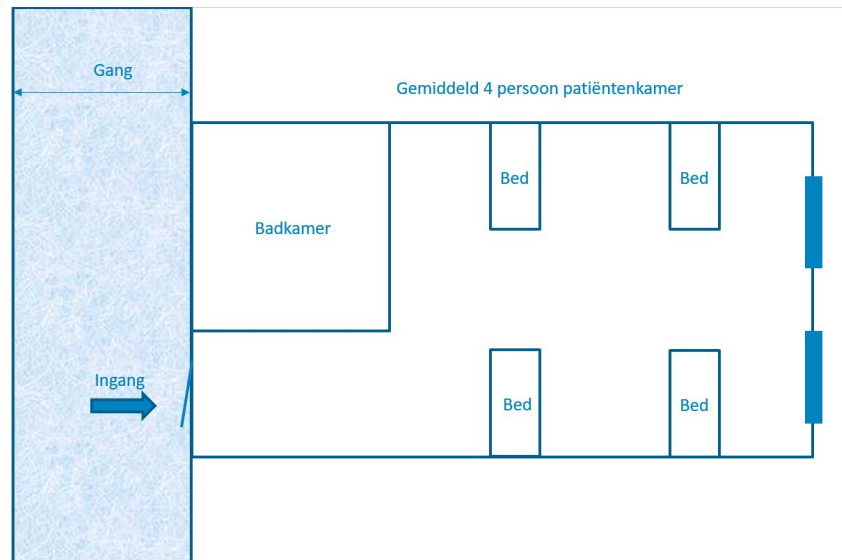 Gang
Gemiddeld 4 persoon patiëntenkamer
Bed
Bed
Badkamer
Ingang
Bed
Bed